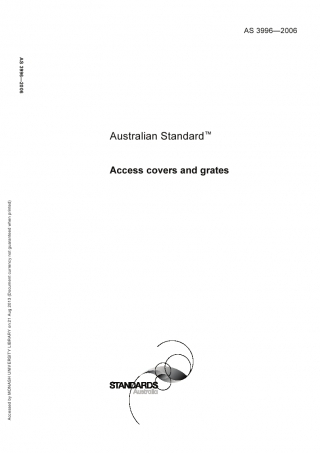 AS 3996—2006
AS 3996—2006
Australian Standard™
Access covers and grates
Accessed by MONASH UNIVERSITY LIBRARY on 21 Aug 2013 (Document currency not guaranteed when printed)
STANDARDS
Australia